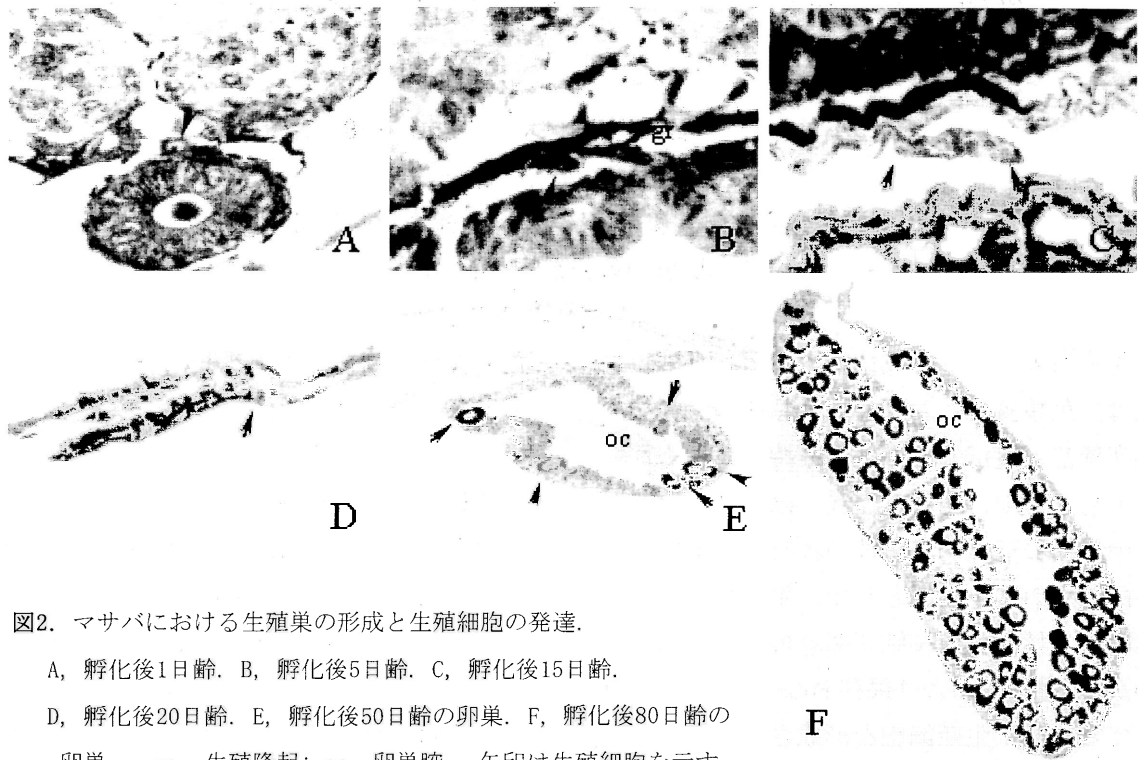 A
B
gr
C
D
E
oc
F
oc
図2. マサバにおける生殖巣の形成と生殖細胞の発達.
A, 孵化後1日齢. B, 孵化後5日齢. C, 孵化後15日齢.
D, 孵化後20日齢. E, 孵化後50日齢の卵巣. F, 孵化後80日齢の
卵巣. 生殖隆起; 卵巣腔. 矢印は生殖細胞を示す.